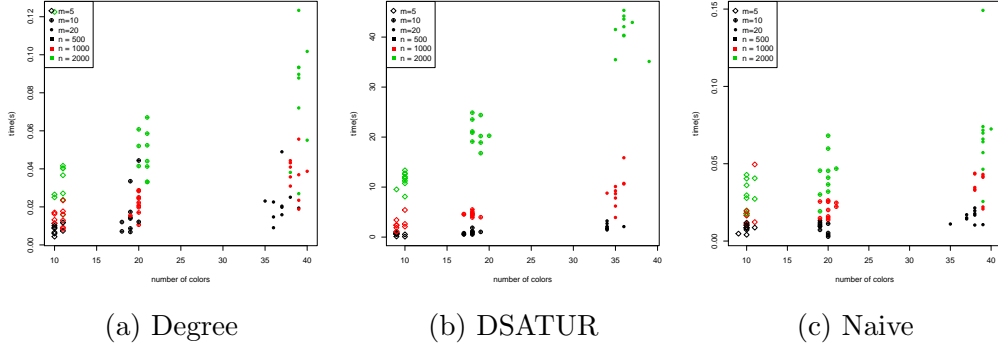 m=5
m=10
m=20
n = 500
n = 1000
n = 2000
0.00 0.02 0.04 0.06 0.08 0.10 0.12
time(s)
10 15 20 25 30 35 40
number of colors
(a) Degree
m=5
m=10
m=20
n = 500
n = 1000
n = 2000
0 10 20 30 40
time(s)
10 15 20 25 30 35 40
number of colors
(b) DSATUR
m=5
m=10
m=20
n = 500
n = 1000
n = 2000
0.00 0.05 0.10 0.15
time(s)
10 15 20 25 30 35 40
number of colors
(c) Naive